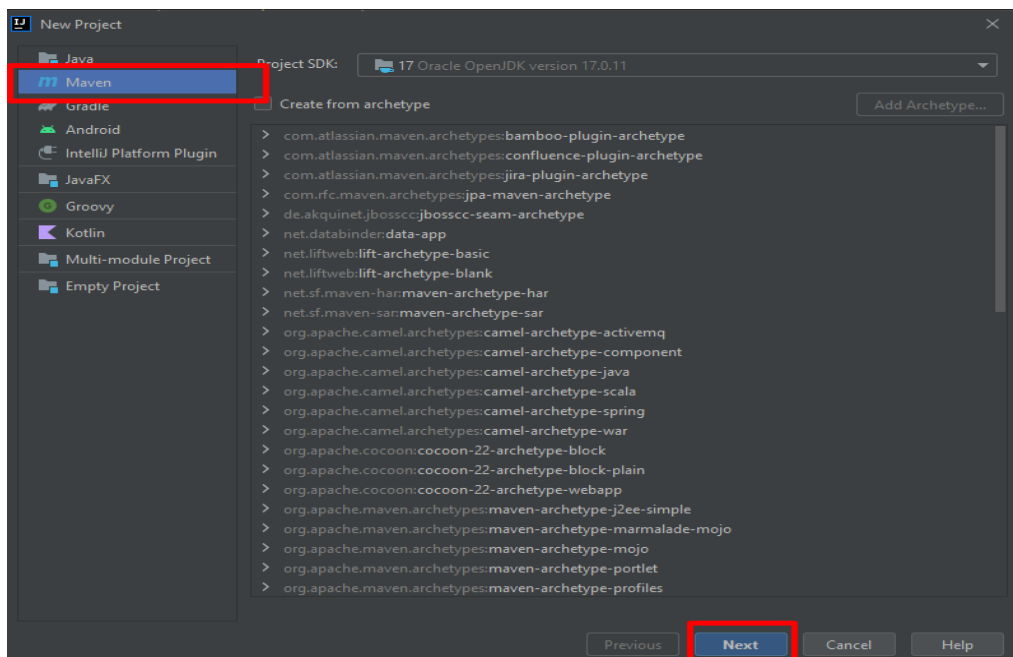 New Project
Java
Maven
Gradle
Android
IntelliJ Platform Plugin
JavaFX
Groovy
Kotlin
Multi-module Project
Empty Project
Project SDK: 17 Oracle OpenJDK version 17.0.11
Create from archetype Add Archetype...
com.atlassian.maven.archetypes:bamboo-plugin-archetype
com.atlassian.maven.archetypes:confluence-plugin-archetype
com.atlassian.maven.archetypes:jira-plugin-archetype
com.rfc.maven.archetypes:jpa-maven-archetype
de.akquinet.jbosscc:jbosscc-seam-archetype
net.databinder:data-app
net.liftweb:lift-archetype-basic
net.liftweb:lift-archetype-blank
net.sf.maven-har:maven-archetype-har
net.sf.maven-sar:maven-archetype-sar
org.apache.camel.archetypes:camel-archetype-activemq
org.apache.camel.archetypes:camel-archetype-component
org.apache.camel.archetypes:camel-archetype-java
org.apache.camel.archetypes:camel-archetype-scala
org.apache.camel.archetypes:camel-archetype-spring
org.apache.camel.archetypes:camel-archetype-war
org.apache.cocoon:cocoon-22-archetype-block
org.apache.cocoon:cocoon-22-archetype-block-plain
org.apache.cocoon:cocoon-22-archetype-webapp
org.apache.maven.archetypes:maven-archetype-j2ee-simple
org.apache.maven.archetypes:maven-archetype-marmalade-mojo
org.apache.maven.archetypes:maven-archetype-mojo
org.apache.maven.archetypes:maven-archetype-portlet
org.apache.maven.archetypes:maven-archetype-profiles
Previous Next Cancel Help